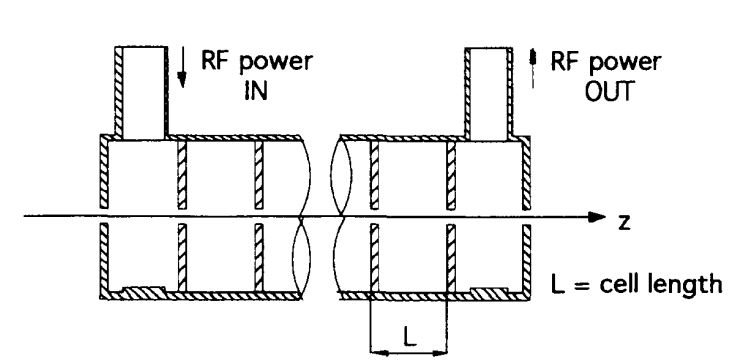 RF power
IN
RF power
OUT
z
L = cell length
L